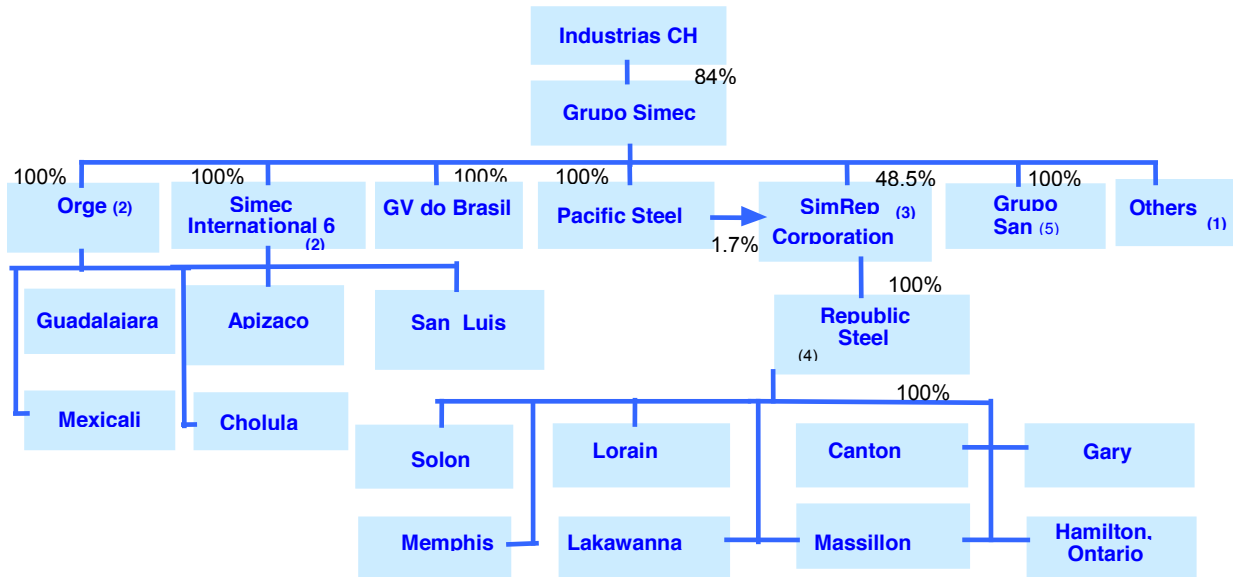 Industrias CH
84%
Grupo Simec
100%
100%
100%
100%
48.5%
100%
Orge (2)
Simec
International 6
(2)
GV do Brasil
Pacific Steel
1.7%
SimRep (3)
Corporation
Grupo
San (5)
Others
(1)
100%
Guadalajara
Apizaco
San Luis
Republic
Steel
(4)
100%
Mexicali
Cholula
Solon
Lorain
Canton
Gary
Memphis
Lakawanna
Massillon
Hamilton,
Ontario